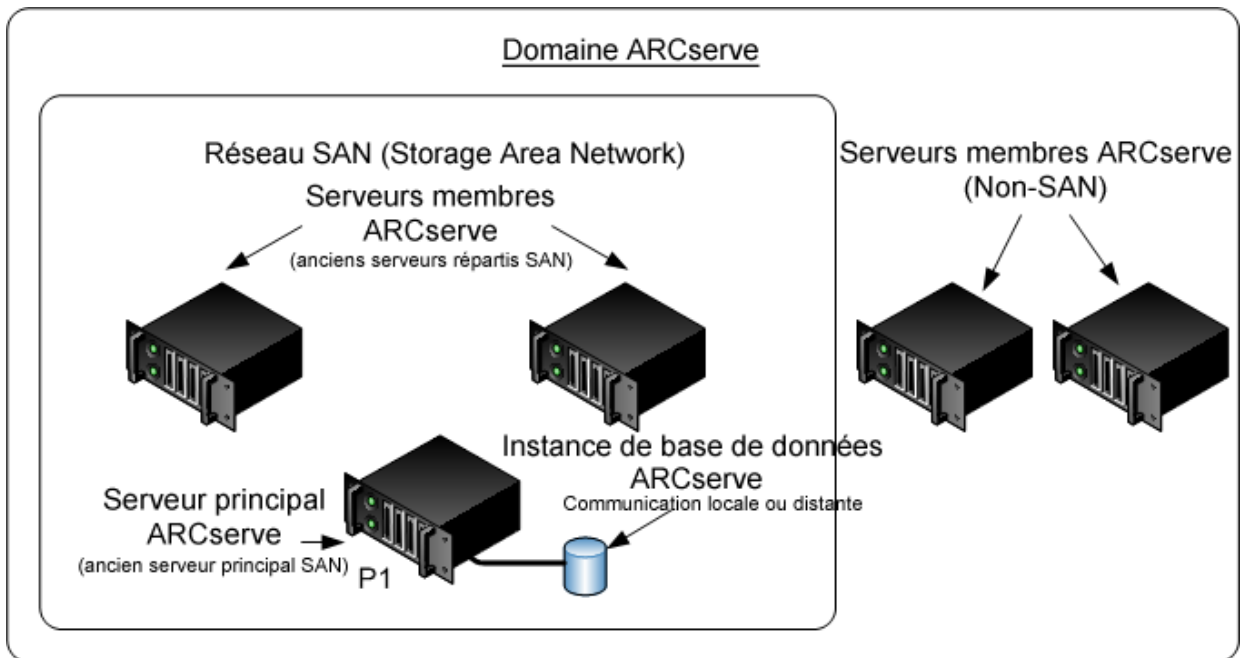 Domaine ARCserve
Réseau SAN (Storage Area Network)
Serveurs membres
ARCserve
(anciens serveurs répartis SAN)
Serveurs membres ARCserve
(Non-SAN)
Instance de base de données
ARCserve
Communication locale ou distante
Serveur principal
ARCserve
(ancien serveur principal SAN)
P1